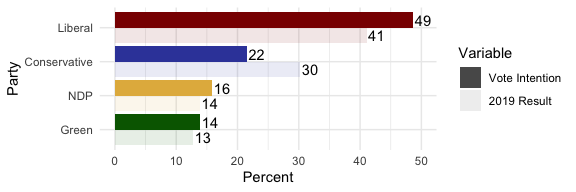 Liberal
49
41
Conservative
22
30
NDP
16
14
Green
14
13
Party
0
10
20
30
40
50
Percent
Variable
Vote Intention
2019 Result